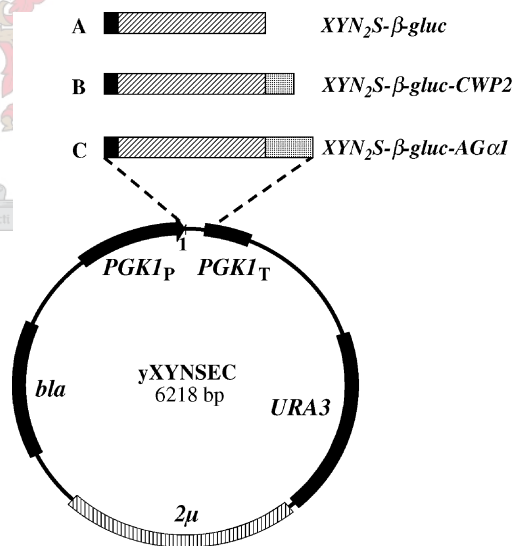 A XYN₂S-β-gluc
B XYN₂S-β-gluc-CWP2
C XYN₂S-β-gluc-AGα1
1
PGK1P PGK1T
bla
yXYNSEC
6218 bp
URA3
2μ